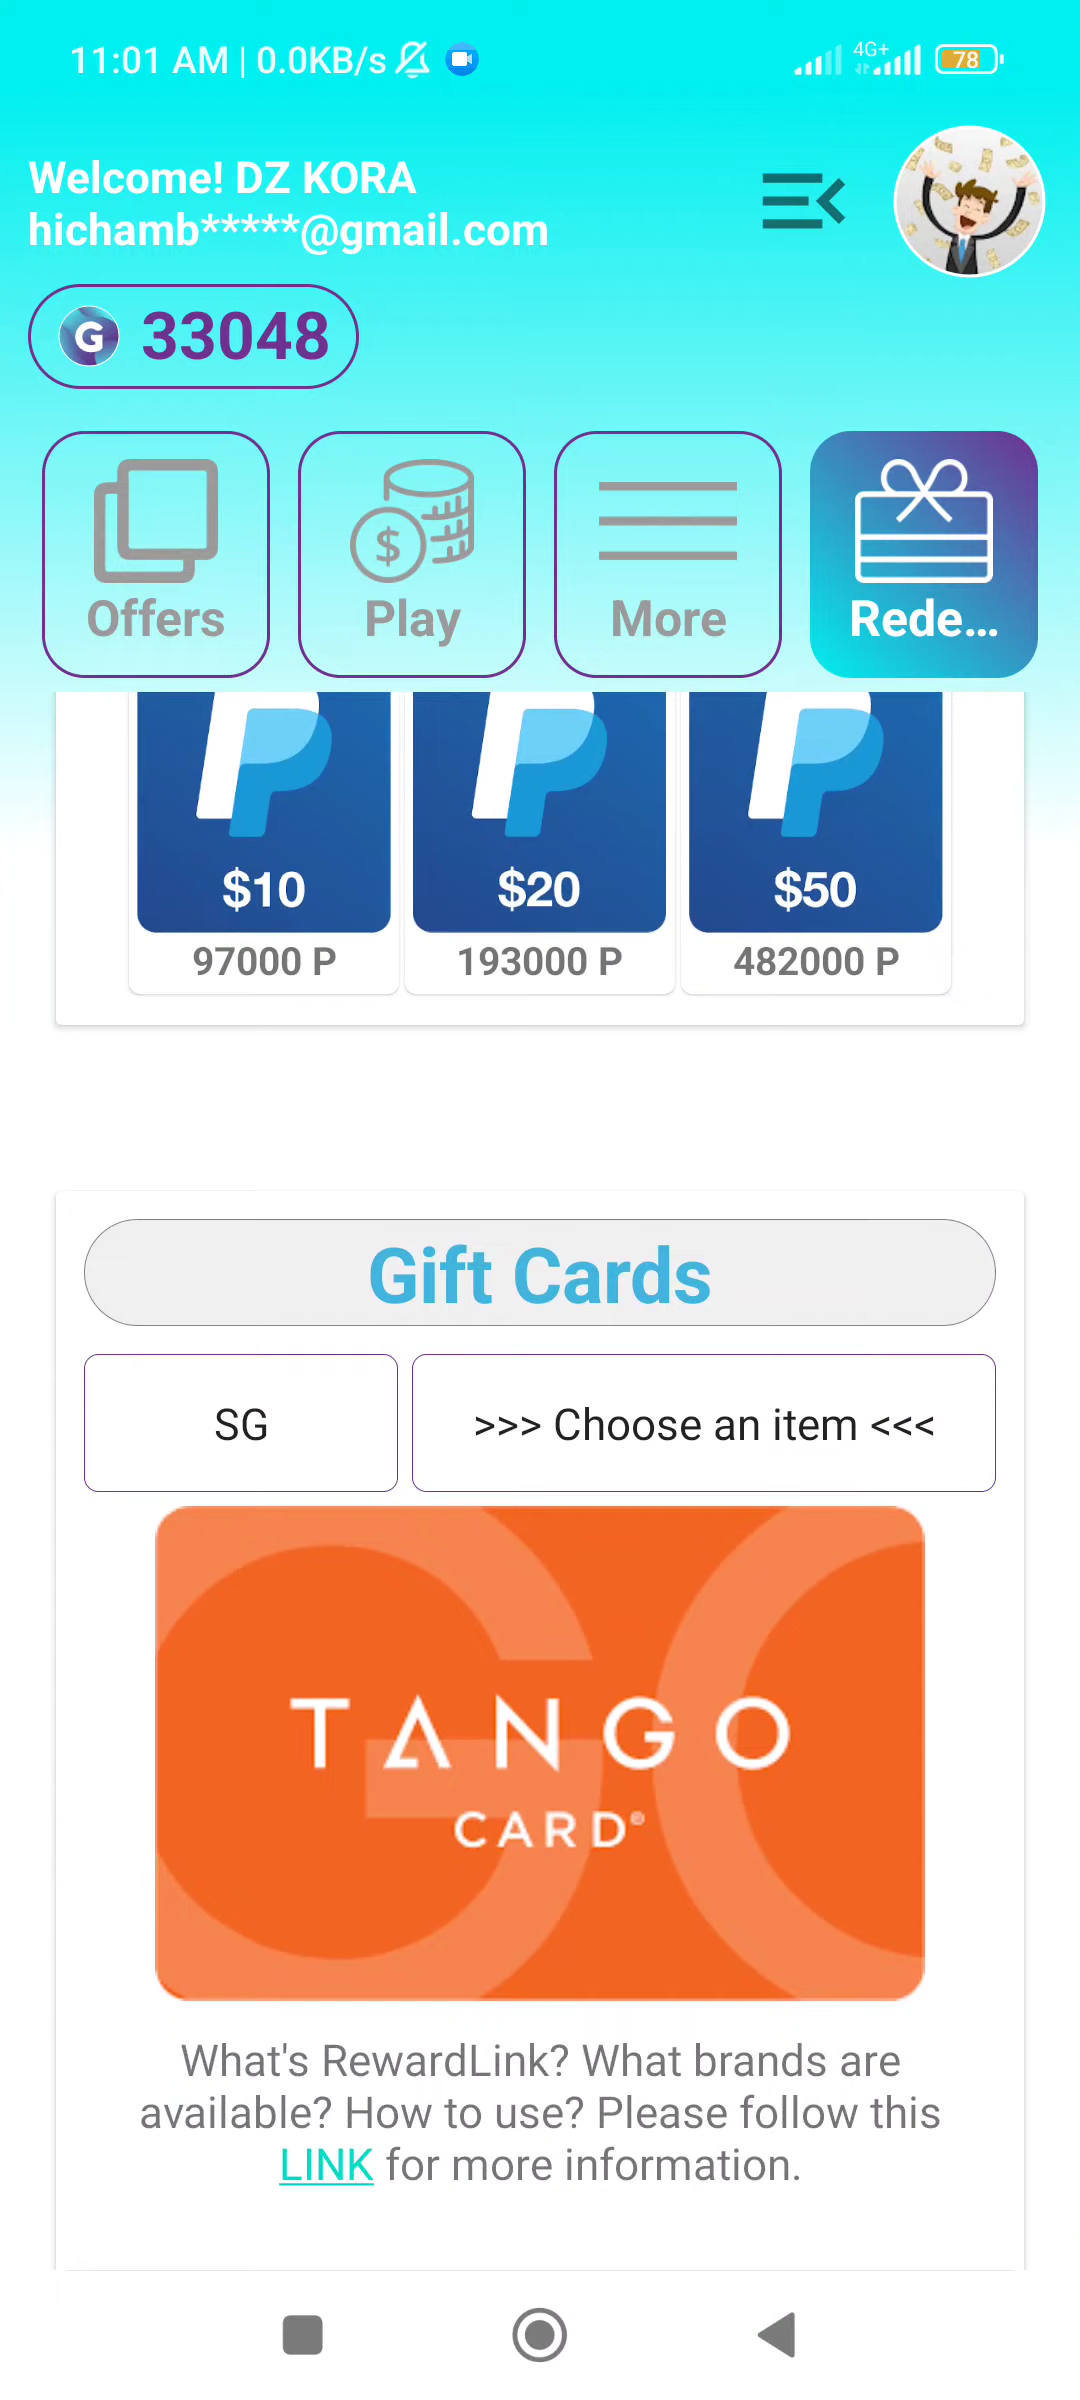 11:01 AM | 0.0KB/s
4G+
78
Welcome! DZ KORA
hichamb*****@gmail.com
G 33048
Offers
$
Play
More
Rede...
$10
$20
$50
97000 P
193000 P
482000 P
Gift Cards
SG
>>> Choose an item <<<
TANGO
CARD®
What's RewardLink? What brands are
available? How to use? Please follow this
LINK for more information.